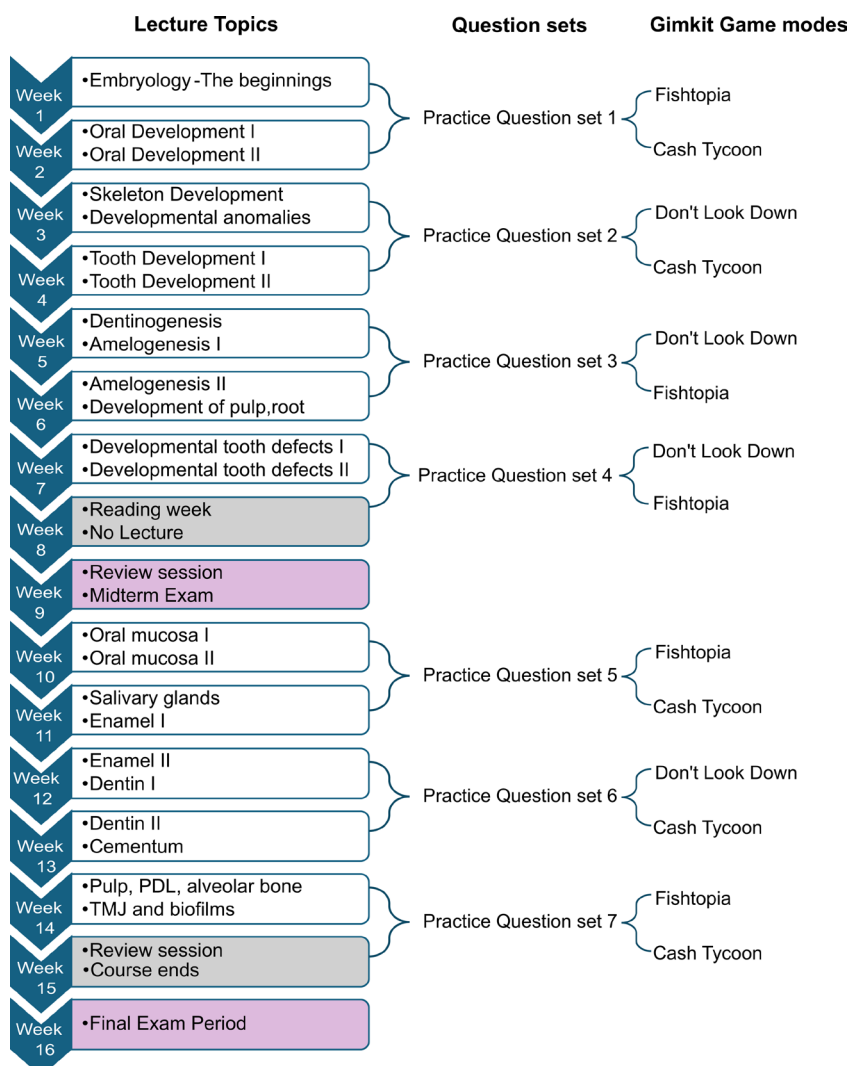 Lecture Topics
Question sets
Gimkit Game modes
Week
1
•Embryology-The beginnings
Week
2
•Oral Development I
•Oral Development II
Practice Question set 1
Fishtopia
Cash Tycoon
Week
3
•Skeleton Development
•Developmental anomalies
Week
4
•Tooth Development I
•Tooth Development II
Practice Question set 2
Don't Look Down
Cash Tycoon
Week
5
•Dentinogenesis
•Amelogenesis I
Week
6
•Amelogenesis II
•Development of pulp,root
Practice Question set 3
Don't Look Down
Fishtopia
Week
7
•Developmental tooth defects I
•Developmental tooth defects II
Week
8
•Reading week
•No Lecture
Practice Question set 4
Don't Look Down
Fishtopia
Week
9
•Review session
•Midterm Exam
Week
10
•Oral mucosa I
•Oral mucosa II
Week
11
•Salivary glands
•Enamel I
Practice Question set 5
Fishtopia
Cash Tycoon
Week
12
•Enamel II
•Dentin I
Week
13
•Dentin II
•Cementum
Practice Question set 6
Don't Look Down
Cash Tycoon
Week
14
•Pulp, PDL, alveolar bone
•TMJ and biofilms
Week
15
•Review session
•Course ends
Practice Question set 7
Fishtopia
Cash Tycoon
Week
16
•Final Exam Period